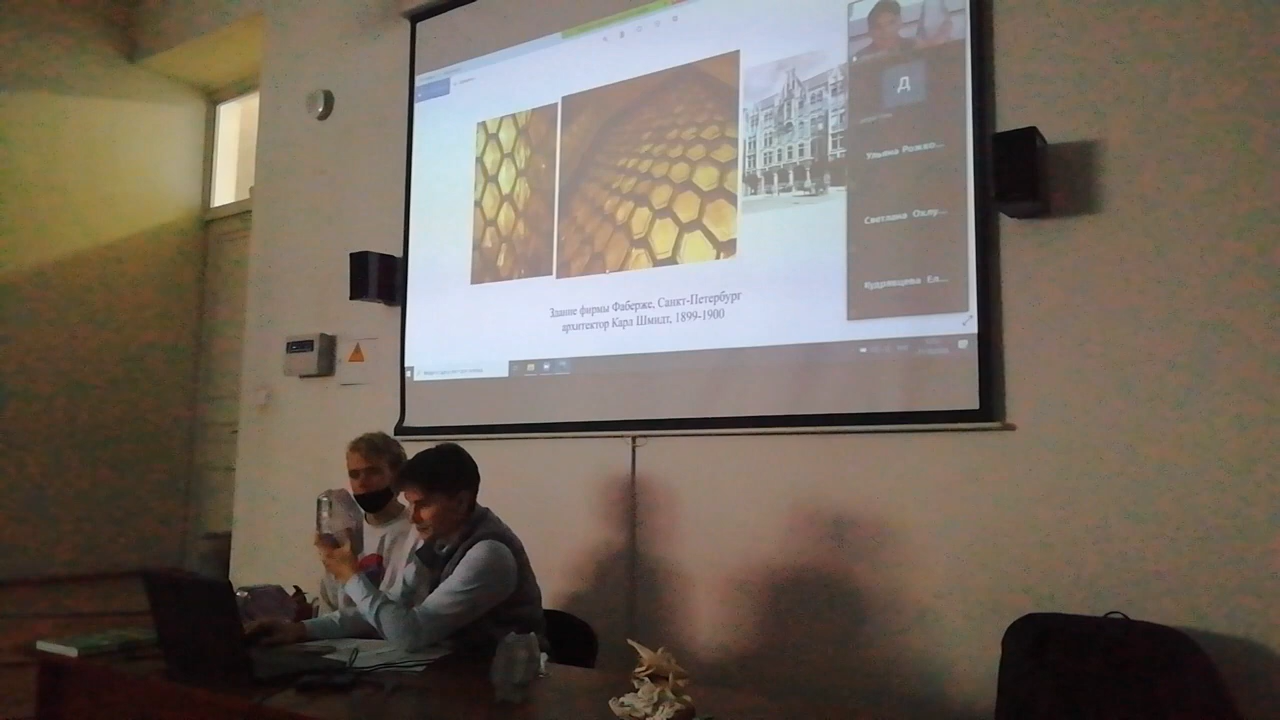 Здание фирмы Фаберже, Санкт-Петербург
архитектор Карл Шмидт, 1899-1900
Д
Ульяна Рожко...
Светлана Охлу...
Кудрявцева Ел...